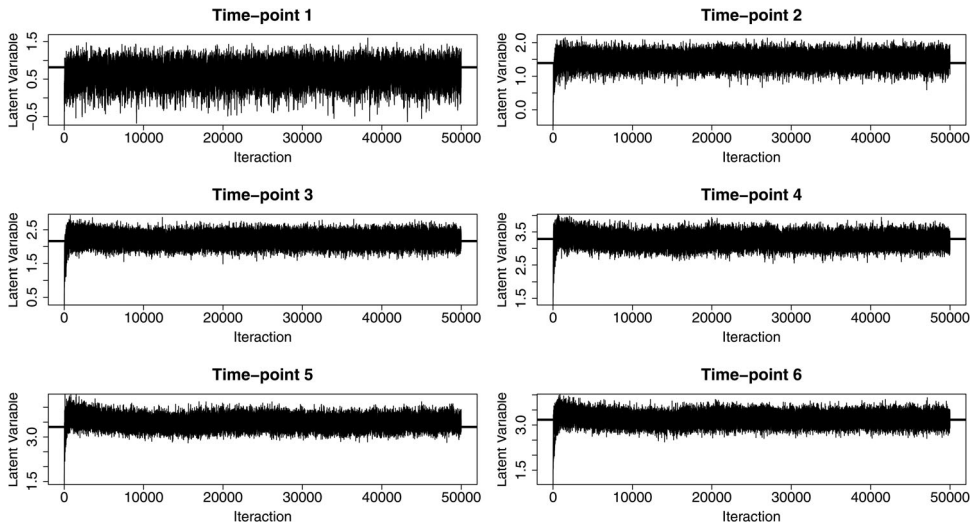 Time-point 1
Latent Variable
1.5
0.5
-0.5
0 10000 20000 30000 40000 50000
Iteraction
Time-point 2
Latent Variable
2.0
1.0
0.0
0 10000 20000 30000 40000 50000
Iteraction
Time-point 3
Latent Variable
2.5
1.5
0.5
0 10000 20000 30000 40000 50000
Iteraction
Time-point 4
Latent Variable
3.5
2.5
1.5
0 10000 20000 30000 40000 50000
Iteraction
Time-point 5
Latent Variable
3.0
1.5
0 10000 20000 30000 40000 50000
Iteraction
Time-point 6
Latent Variable
3.0
1.5
0 10000 20000 30000 40000 50000
Iteraction